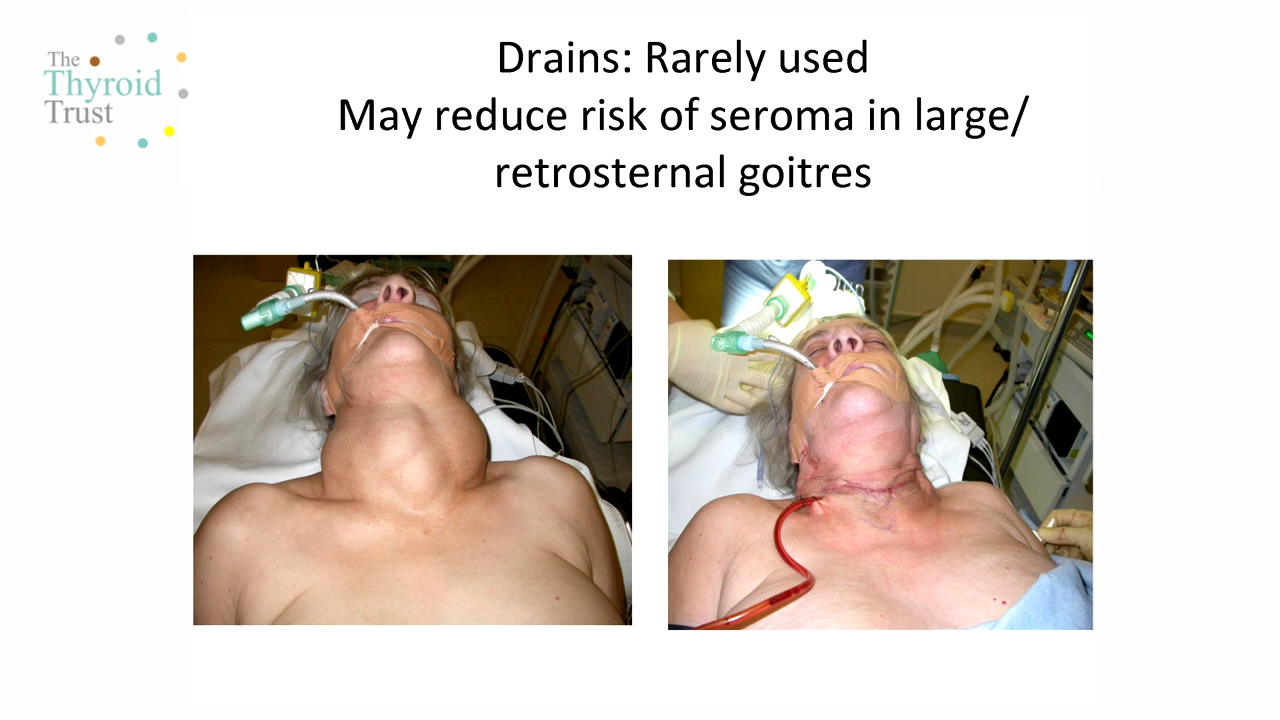 The
Thyroid
Trust
Drains: Rarely used
May reduce risk of seroma in large/
retrosternal goitres